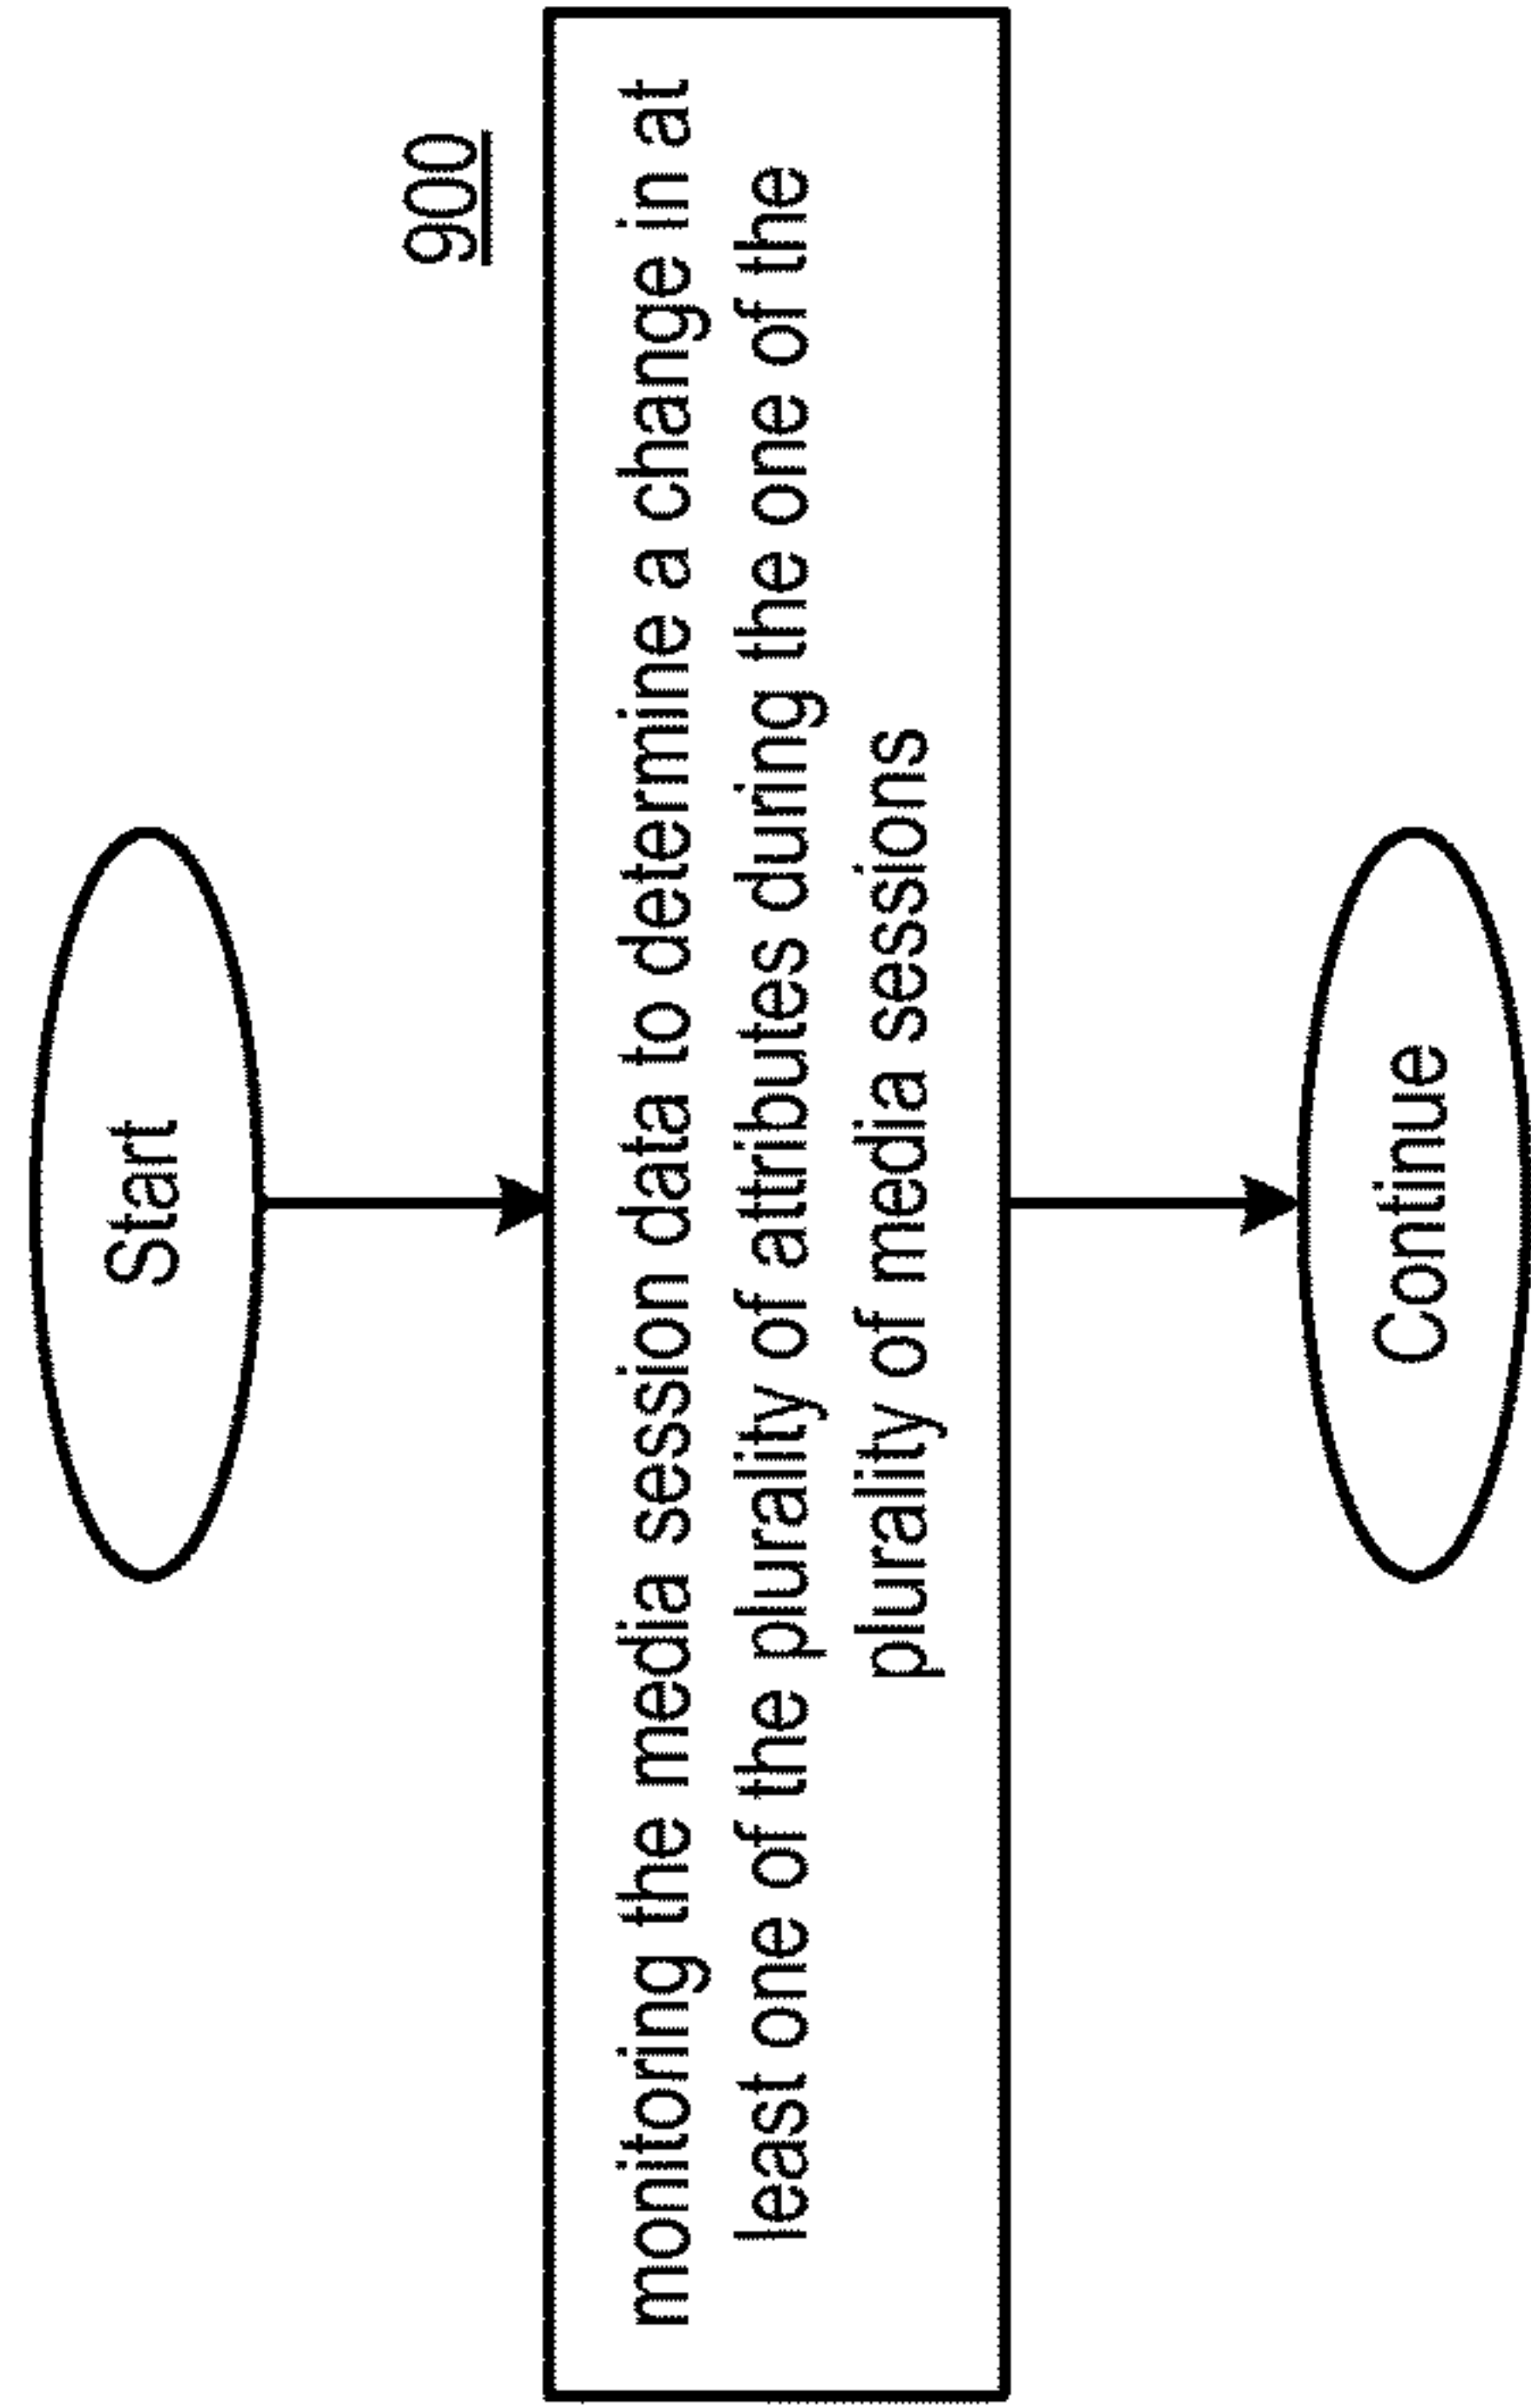 Start
900
monitoring the media session data to determine a change in at
least one of the plurality of attributes during the one of the
plurality of media sessions
Continue